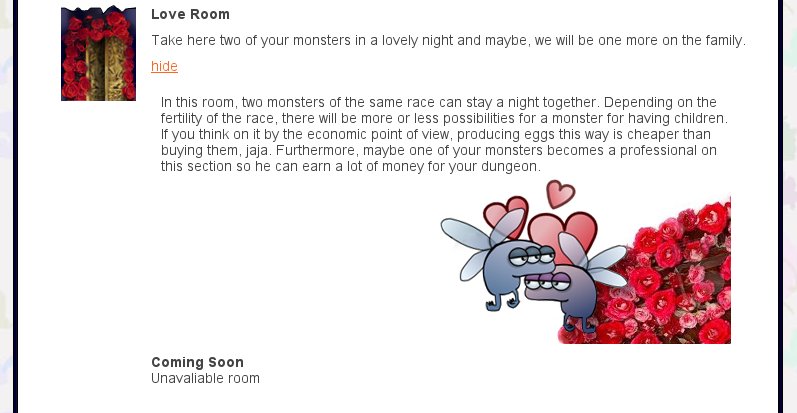 Love Room
Take here two of your monsters in a lovely night and maybe, we will be one more on the family.
hide
In this room, two monsters of the same race can stay a night together. Depending on the
fertility of the race, there will be more or less possibilities for a monster for having children.
If you think on it by the economic point of view, producing eggs this way is cheaper than
buying them, jaja. Furthermore, maybe one of your monsters becomes a professional on
this section so he can earn a lot of money for your dungeon.
Coming Soon
Unavaliable room